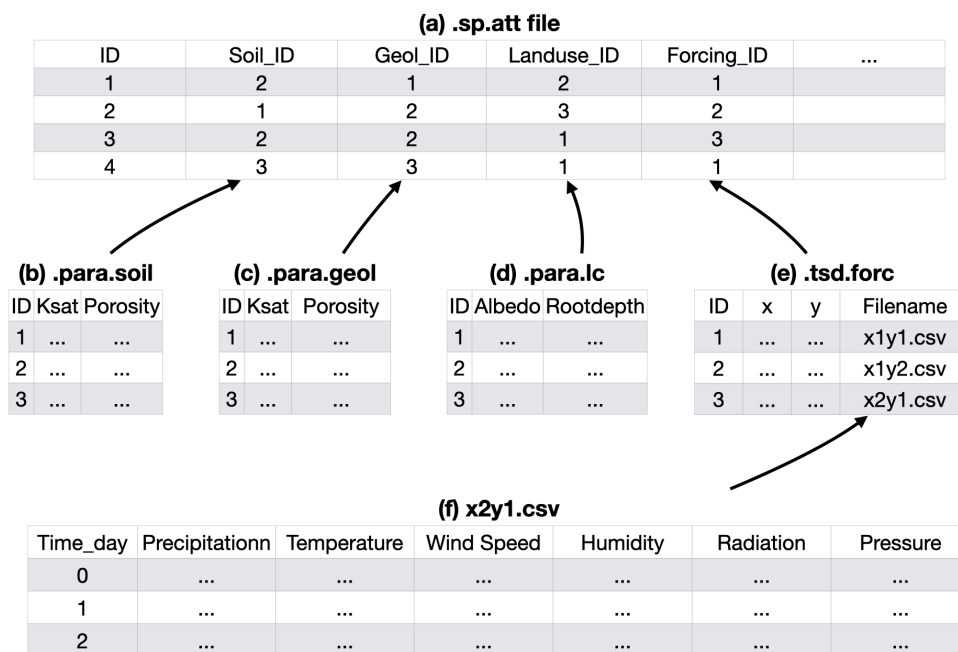 (a) .sp.att file
ID Soil_ID Geol_ID Landuse_ID Forcing_ID ...
1 2 1 2 1
2 1 2 3 2
3 2 2 1 3
4 3 3 1 1
(b) .para.soil (c) .para.geol (d) .para.lc (e) .tsd.forc
ID Ksat Porosity ID Ksat Porosity ID Albedo Rootdepth ID x y Filename
1 ... ... 1 ... ... 1 ... ... 1 ... ... x1y1.csv
2 ... ... 2 ... ... 2 ... ... 2 ... ... x1y2.csv
3 ... ... 3 ... ... 3 ... ... 3 ... ... x2y1.csv
(f) x2y1.csv
Time_day Precipitationn Temperature Wind Speed Humidity Radiation Pressure
0 ... ... ... ... ... ...
1 ... ... ... ... ... ...
2 ... ... ... ... ... ...